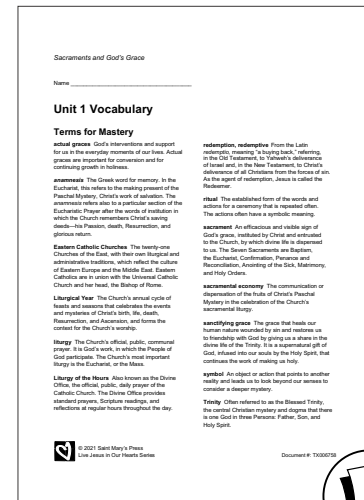 Sacraments and God's Grace
Name
Unit 1 Vocabulary
Terms for Mastery
actual graces God's interventions and support
for us in the everyday moments of our lives. Actual
graces are important for conversion and for
continuing growth in holiness.
anamnesis The Greek word for memory. In the
Eucharist, this refers to the making present of the
Paschal Mystery, Christ's work of salvation. The
anamnesis refers also to a particular section of the
Eucharistic Prayer after the words of institution in
which the Church remembers Christ's saving
deeds—his Passion, death, Resurrection, and
glorious return.
Eastern Catholic Churches The twenty-one
Churches of the East, with their own liturgical and
administrative traditions, which reflect the culture
of Eastern Europe and the Middle East. Eastern
Catholics are in union with the Universal Catholic
Church and her head, the Bishop of Rome.
Liturgical Year The Church's annual cycle of
feasts and seasons that celebrates the events
and mysteries of Christ's birth, life, death,
Resurrection, and Ascension, and forms the
context for the Church's worship.
liturgy The Church's official, public, communal
prayer. It is God's work, in which the People of
God participate. The Church's most important
liturgy is the Eucharist, or the Mass.
Liturgy of the Hours Also known as the Divine
Office, the official, public, daily prayer of the
Catholic Church. The Divine Office provides
standard prayers, Scripture readings, and
reflections at regular hours throughout the day.
redemption, redemptive From the Latin
redemptio, meaning "a buying back," referring,
in the Old Testament, to Yahweh's deliverance
of Israel and, in the New Testament, to Christ's
deliverance of all Christians from the forces of sin.
As the agent of redemption, Jesus is called the
Redeemer.
ritual The established form of the words and
actions for a ceremony that is repeated often.
The actions often have a symbolic meaning.
sacrament An efficacious and visible sign of
God's grace, instituted by Christ and entrusted
to the Church, by which divine life is dispensed
to us. The Seven Sacraments are Baptism,
the Eucharist, Confirmation, Penance and
Reconciliation, Anointing of the Sick, Matrimony,
and Holy Orders.
sacramental economy The communication or
dispensation of the fruits of Christ's Paschal
Mystery in the celebration of the Church's
sacramental liturgy.
sanctifying grace The grace that heals our
human nature wounded by sin and restores us
to friendship with God by giving us a share in the
divine life of the Trinity. It is a supernatural gift of
God, infused into our souls by the Holy Spirit, that
continues the work of making us holy.
symbol An object or action that points to another
reality and leads us to look beyond our senses to
consider a deeper mystery.
Trinity Often referred to as the Blessed Trinity,
the central Christian mystery and dogma that there
is one God in three Persons: Father, Son, and
Holy Spirit.
© 2021 Saint Mary's Press
Live Jesus in Our Hearts Series
Document #: TX006758